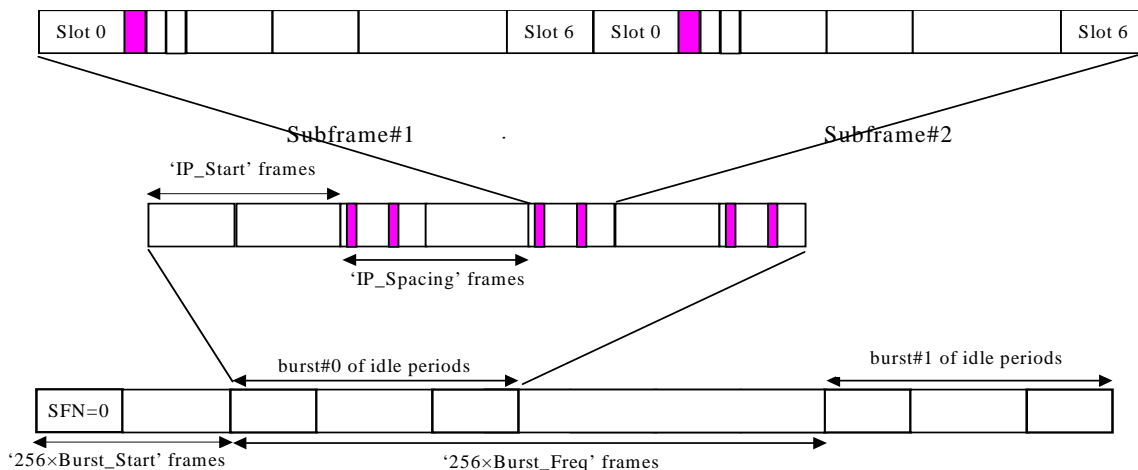 Slot 0
Slot 6
Slot 0
Slot 6
Subframe#1
Subframe#2
‘IP_Start’ frames
‘IP_Spacing’ frames
burst#0 of idle periods
burst#1 of idle periods
SFN=0
‘256×Burst_Start’ frames
‘256×Burst_Freq’ frames